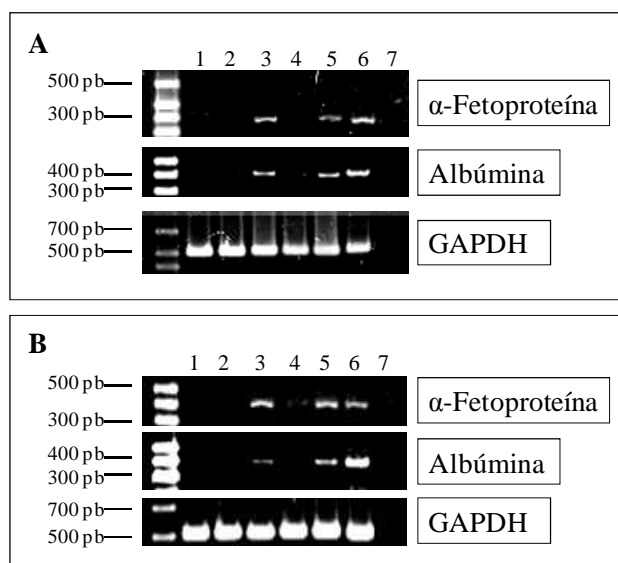 A
1 2 3 4 5 6 7
500 pb
300 pb
α-Fetoproteína
400 pb
300 pb
Albúmina
700 pb
500 pb
GAPDH
B
1 2 3 4 5 6 7
500 pb
300 pb
α-Fetoproteína
400 pb
300 pb
Albúmina
700 pb
500 pb
GAPDH